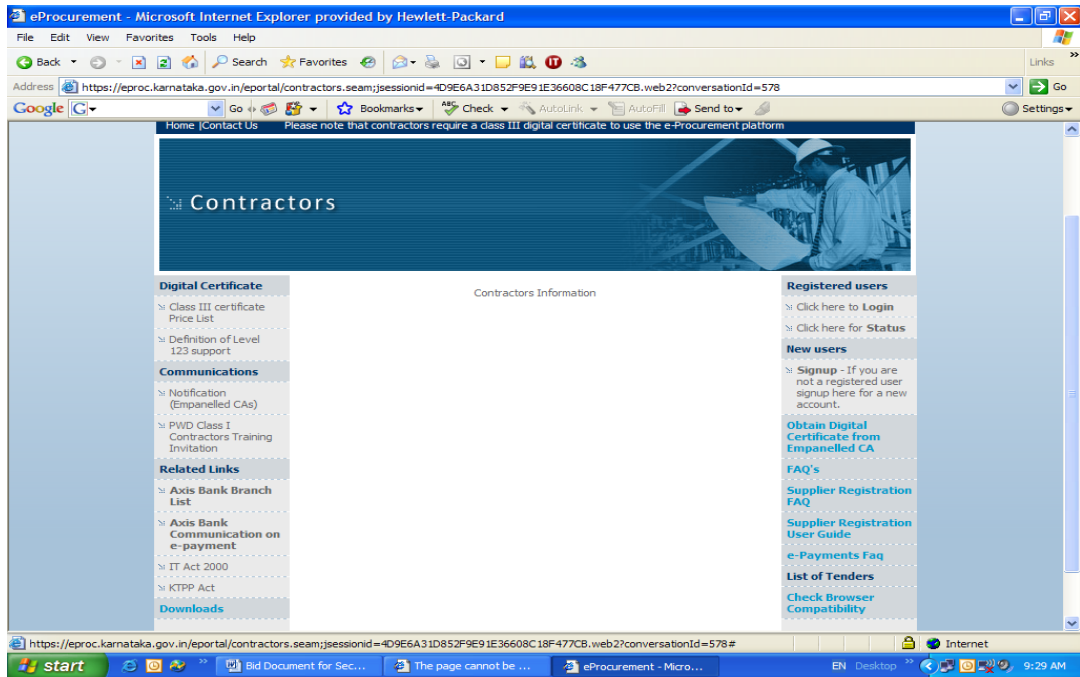 eProcurement - Microsoft Internet Explorer provided by Hewlett-Packard
File Edit View Favorites Tools Help
Back Search Favorites
Links »
Address https://eproc.karnataka.gov.in/eportal/contractors.seam;jsessionid=4D9E6A31D852F9E91E36608C18F477CB.web2?conversationId=578 Go
Google G Go Bookmarks Check AutoLink AutoFill Send to Settings
Home |Contact Us Please note that contractors require a class III digital certificate to use the e-Procurement platform
Contractors
Digital Certificate
Class III certificate
Price List
Definition of Level
123 support
Communications
Notification
(Empanelled CAs)
PWD Class I
Contractors Training
Invitation
Related Links
Axis Bank Branch
List
Axis Bank
Communication on
e-payment
IT Act 2000
KTPP Act
Downloads
Contractors Information
Registered users
Click here to Login
Click here for Status
New users
Signup - If you are
not a registered user
signup here for a new
account.
Obtain Digital
Certificate from
Empanelled CA
FAQ's
Supplier Registration
FAQ
Supplier Registration
User Guide
e-Payments Faq
List of Tenders
Check Browser
Compatibility
https://eproc.karnataka.gov.in/eportal/contractors.seam;jsessionid=4D9E6A31D852F9E91E36608C18F477CB.web2?conversationId=578# Internet
start » Bid Document for Sec... The page cannot be ... eProcurement - Micro... EN Desktop » 9:29 AM